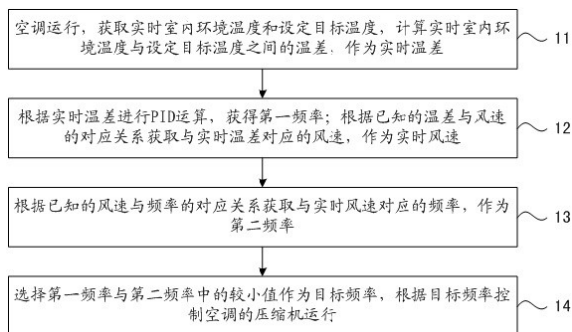 空调运行，获取实时室内环境温度和设定目标温度，计算实时室内环
境温度与设定目标温度之间的温差，作为实时温差
11
根据实时温差进行PID运算，获得第一频率；根据已知的温差与风速
的对应关系获取与实时温差对应的风速，作为实时风速
12
根据已知的风速与频率的对应关系获取与实时风速对应的频率，作为
第二频率
13
选择第一频率与第二频率中的较小值作为目标频率，根据目标频率控
制空调的压缩机运行
14